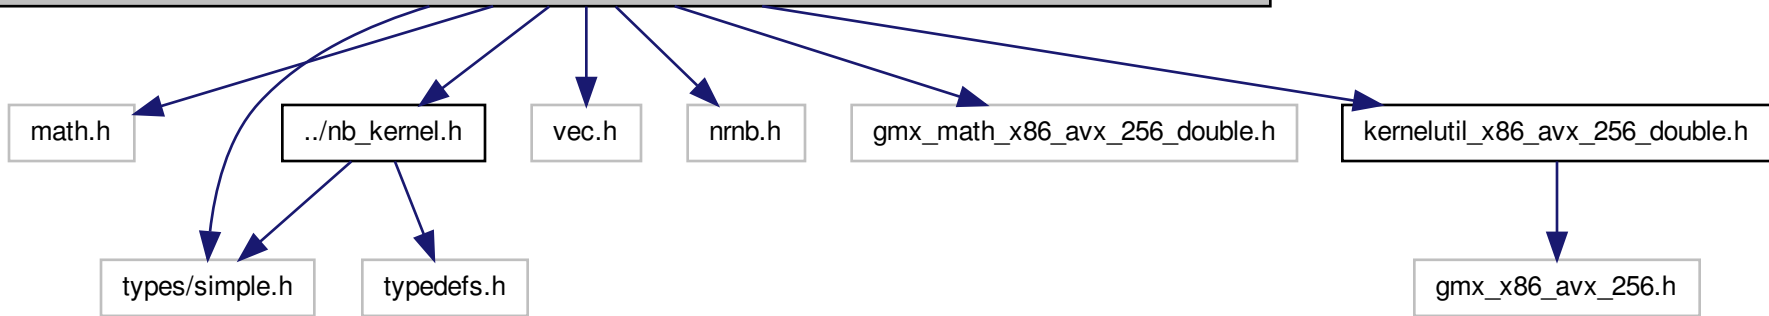 math.h
../nb_kernel.h
vec.h
nrnb.h
gmx_math_x86_avx_256_double.h
kernelutil_x86_avx_256_double.h
types/simple.h
typedefs.h
gmx_x86_avx_256.h